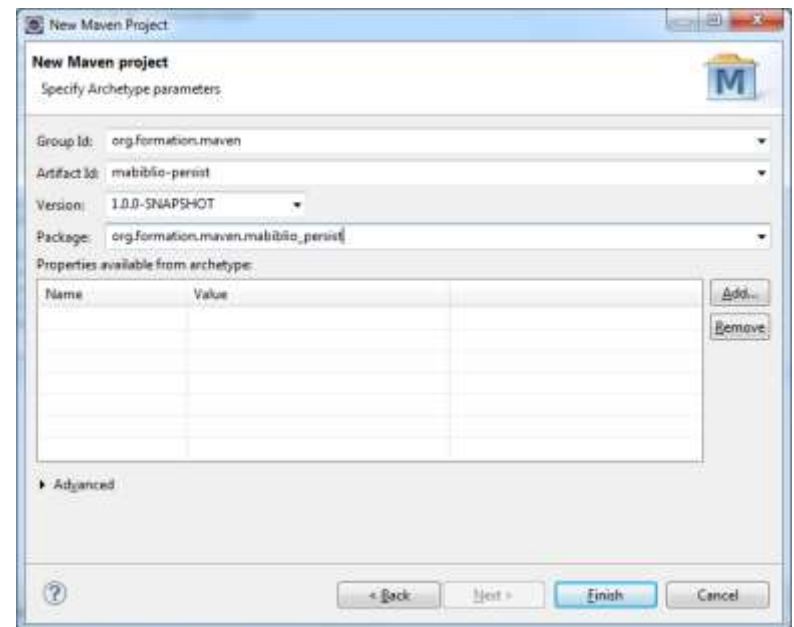 New Maven Project
New Maven project
Specify Archetype parameters
M
Group Id: org.formation.maven
Artifact Id: mabiblio-persist
Version: 1.0.0-SNAPSHOT
Package: org.formation.maven.mabiblio_persist
Properties available from archetype:
Name Value Add...
Remove
Advanced
? < Back Next > Finish Cancel